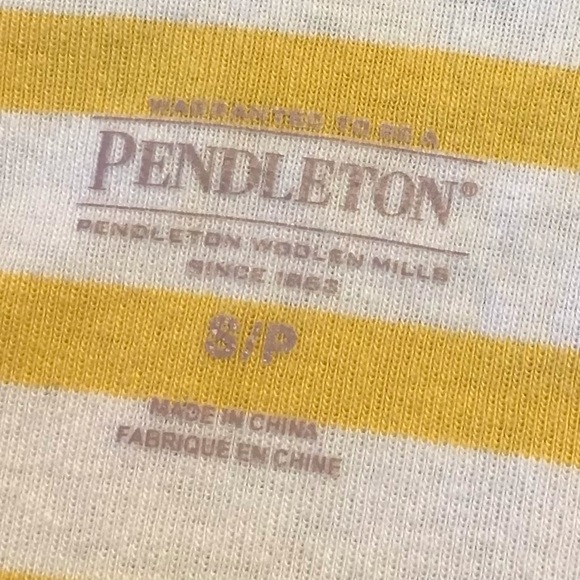 WARRANTED TO BE A
PENDLETON®
PENDLETON WOOLEN MILLS
SINCE 1863
S/P
MADE IN CHINA
FABRIQUE EN CHINE